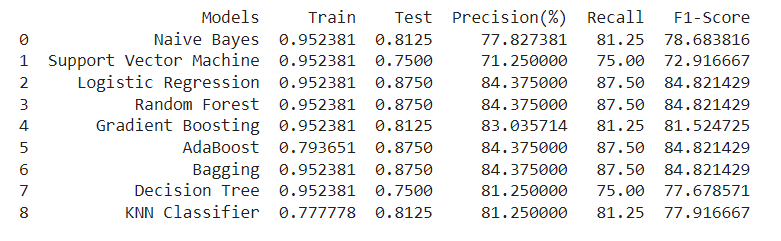 Models Train Test Precision(%) Recall F1-Score
0 Naive Bayes 0.952381 0.8125 77.827381 81.25 78.683816
1 Support Vector Machine 0.952381 0.7500 71.250000 75.00 72.916667
2 Logistic Regression 0.952381 0.8750 84.375000 87.50 84.821429
3 Random Forest 0.952381 0.8750 84.375000 87.50 84.821429
4 Gradient Boosting 0.952381 0.8125 83.035714 81.25 81.524725
5 AdaBoost 0.793651 0.8750 84.375000 87.50 84.821429
6 Bagging 0.952381 0.8750 84.375000 87.50 84.821429
7 Decision Tree 0.952381 0.7500 81.250000 75.00 77.678571
8 KNN Classifier 0.777778 0.8125 81.250000 81.25 77.916667